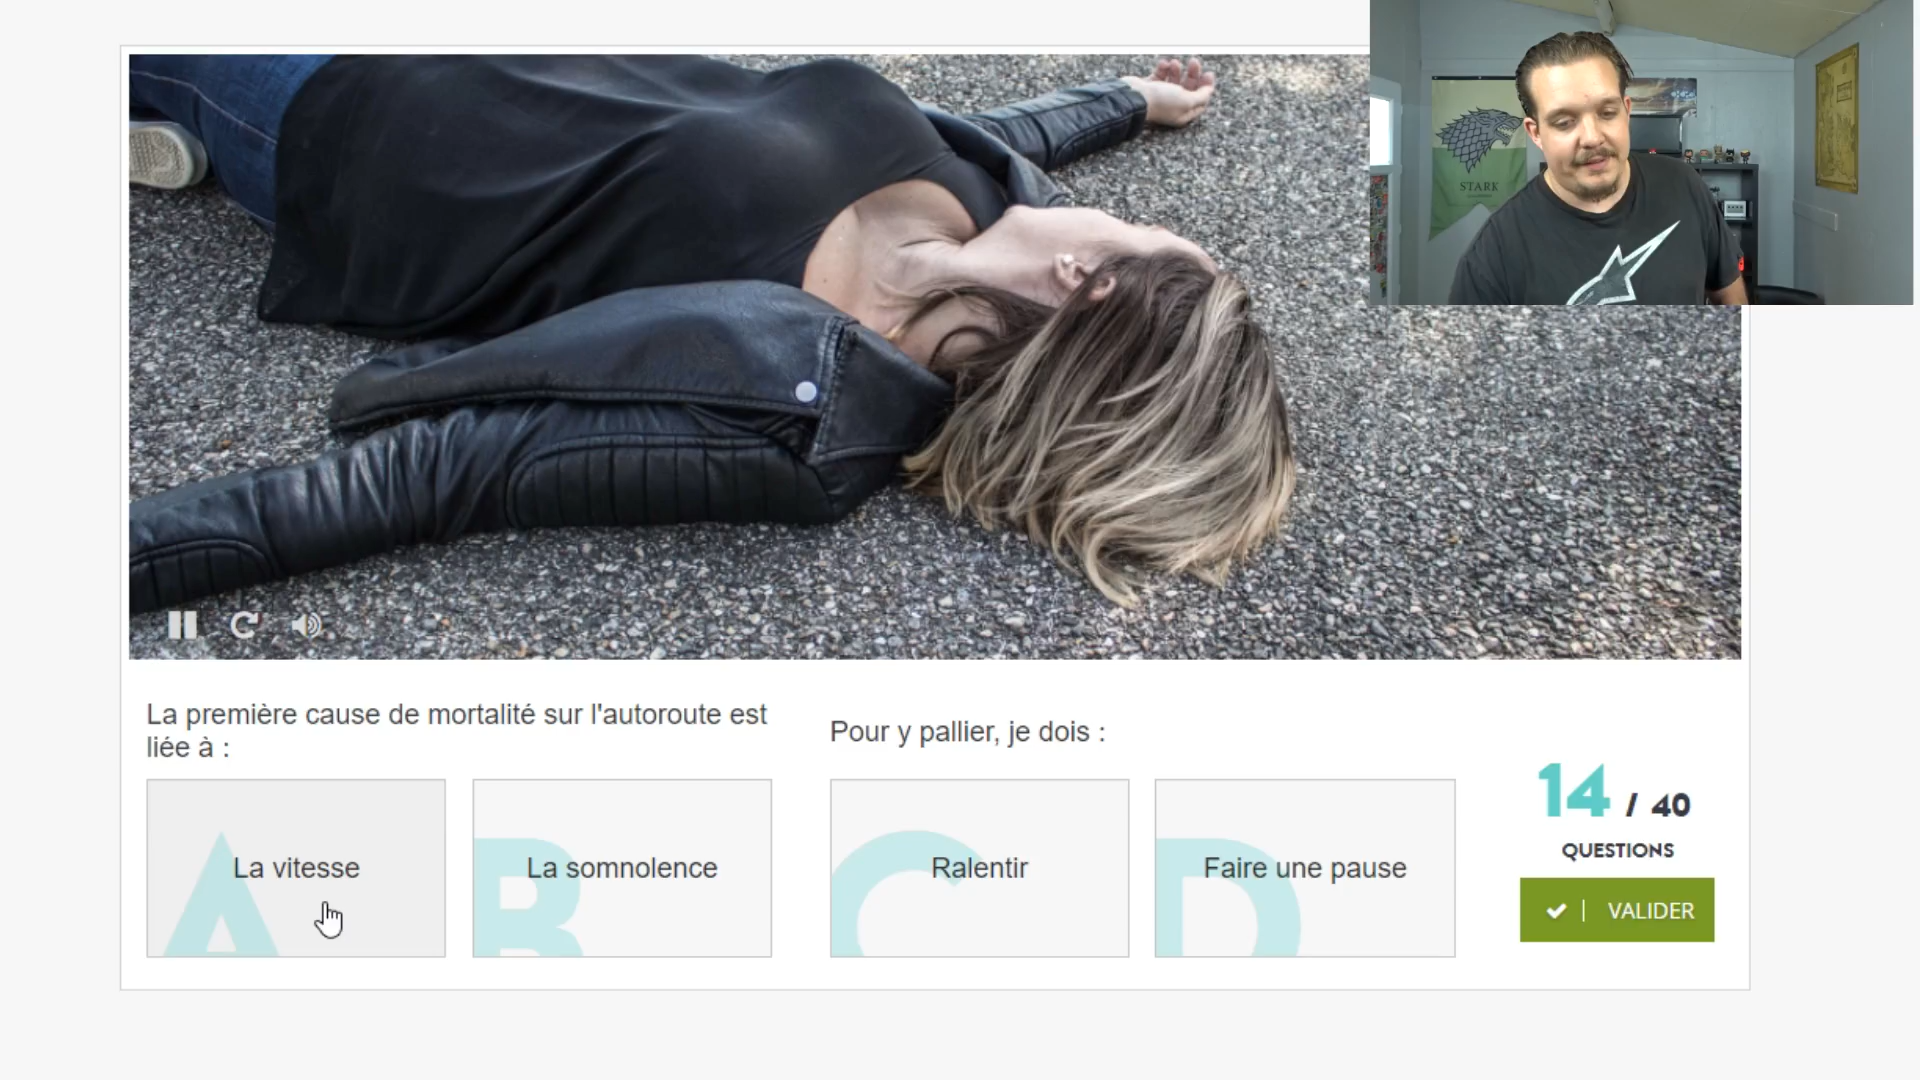 STARK
La première cause de mortalité sur l'autoroute est
liée à :
Pour y pallier, je dois :
A
La vitesse
B
La somnolence
C
Ralentir
D
Faire une pause
14 / 40
QUESTIONS
VALIDER